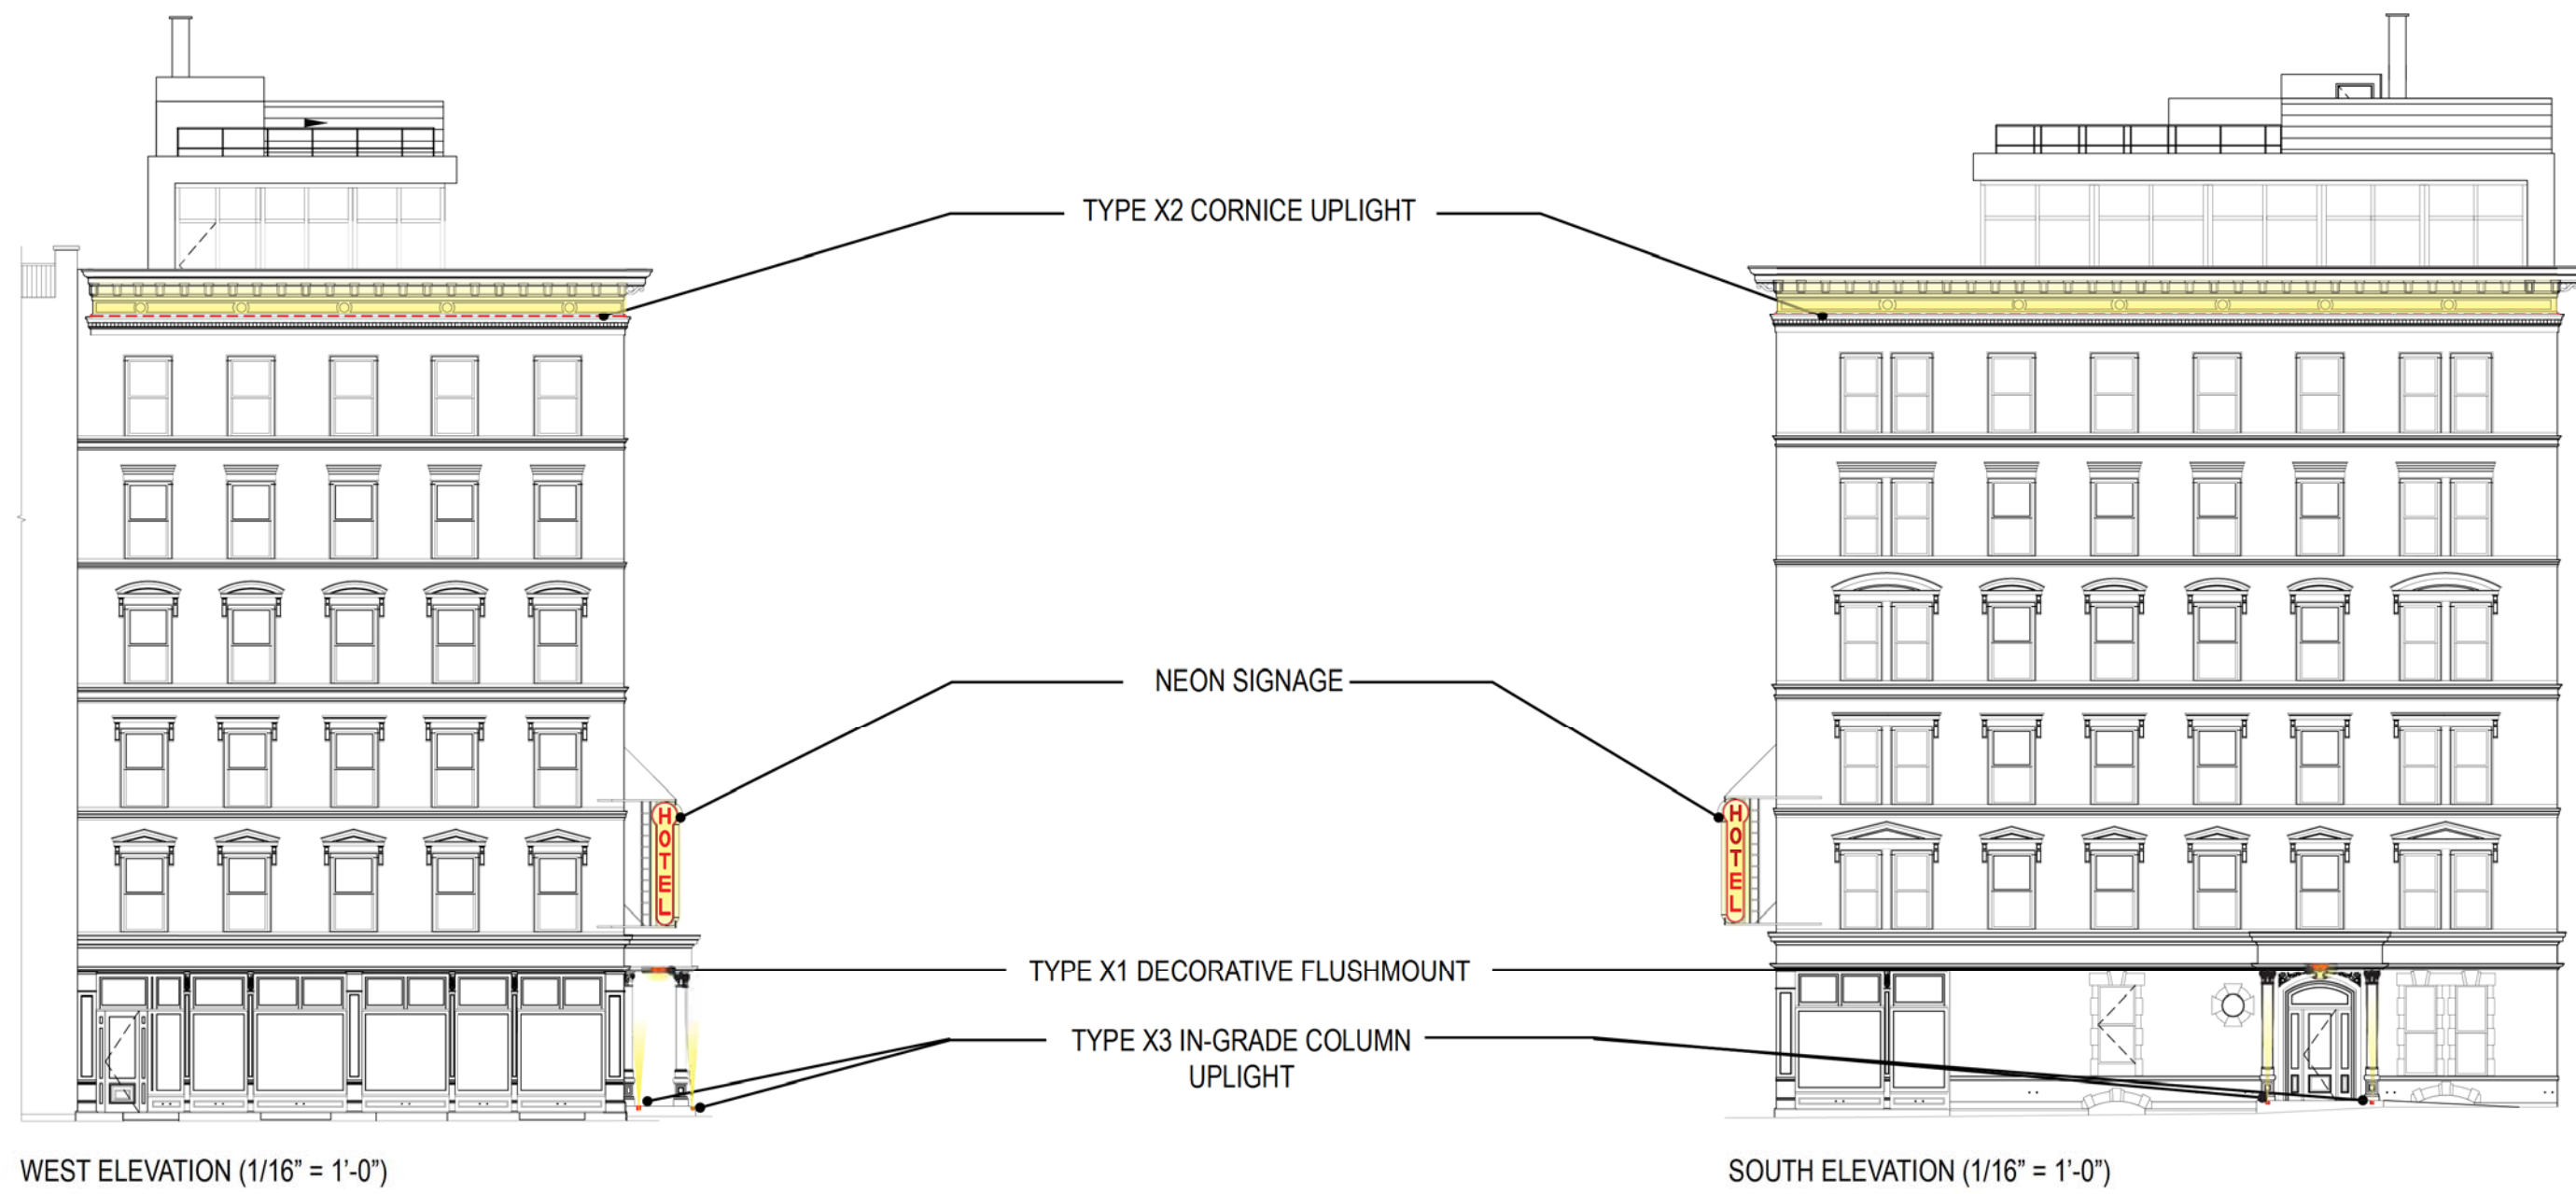 TYPE X2 CORNICE UPLIGHT
NEON SIGNAGE
HOTEL
HOTEL
TYPE X1 DECORATIVE FLUSHMOUNT
TYPE X3 IN-GRADE COLUMN
UPLIGHT
WEST ELEVATION (1/16” = 1’-0”)
SOUTH ELEVATION (1/16” = 1’-0”)